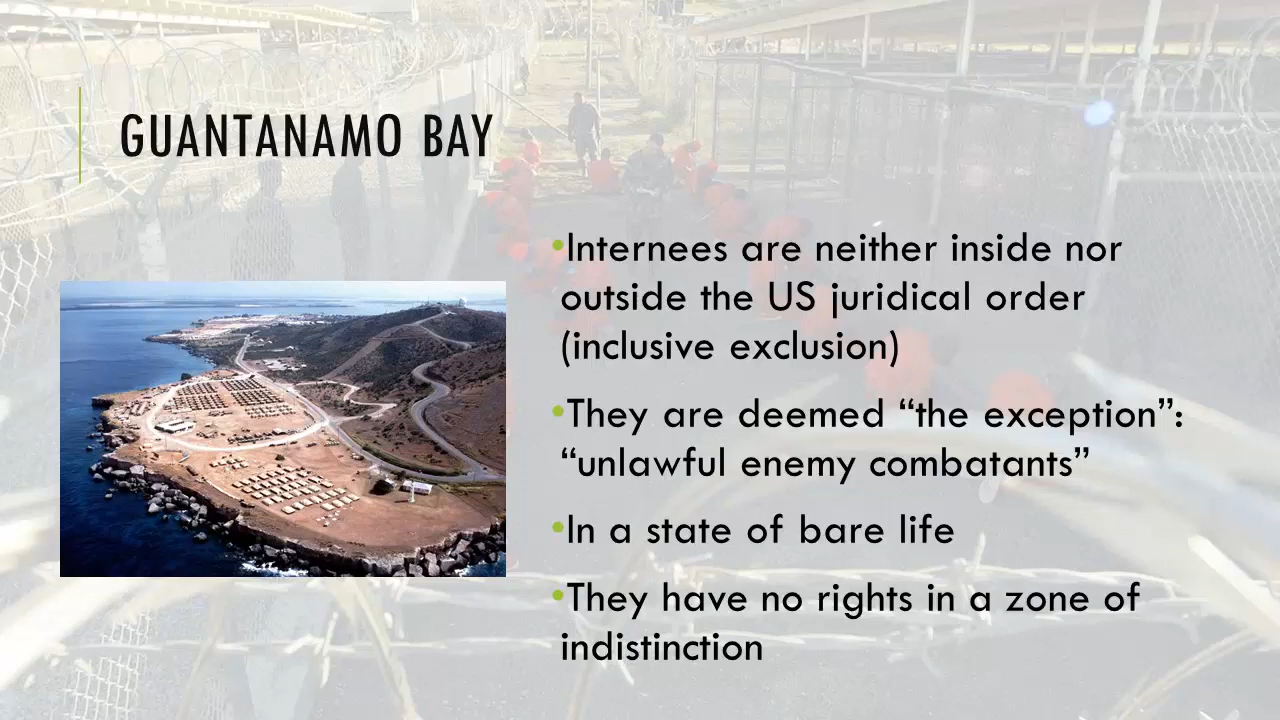 GUANTANAMO BAY
•Internees are neither inside nor
outside the US juridical order
(inclusive exclusion)
•They are deemed “the exception”:
“unlawful enemy combatants”
•In a state of bare life
•They have no rights in a zone of
indistinction